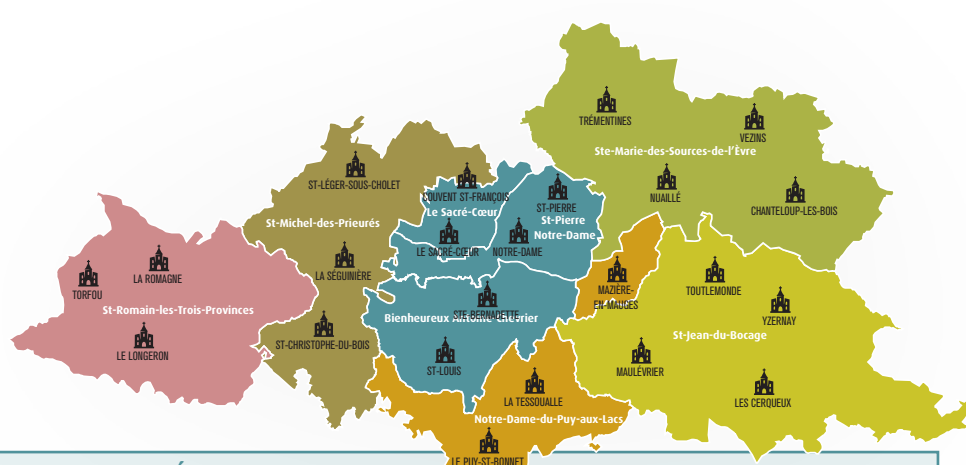 TRÉMENTINES
VEZINS
Ste-Marie-des-Sources-de-l'Èvre
NUAILLÉ
CHANTELOUP-LES-BOIS
ST-LÉGER-SOUS-CHOLET
COUVENT ST-FRANÇOIS
Le Sacré-Cœur
ST-PIERRE
St-Pierre
Notre-Dame
St-Michel-des-Prieurés
LE SACRÉ-CŒUR
NOTRE-DAME
LA SÉGUINIÈRE
LA ROMAGNE
TORFOU
St-Romain-les-Trois-Provinces
LE LONGERON
ST-CHRISTOPHE-DU-BOIS
STE-BERNADETTE
Bienheureux Antoine-Chevrier
ST-LOUIS
MAZIÈRE-
EN-MAUGES
TOUTLEMONDE
YZERNAY
St-Jean-du-Bocage
MAULÉVRIER
LES CERQUEUX
LA TESSOUALLE
Notre-Dame-du-Puy-aux-Lacs
LE PUY-ST-BONNET